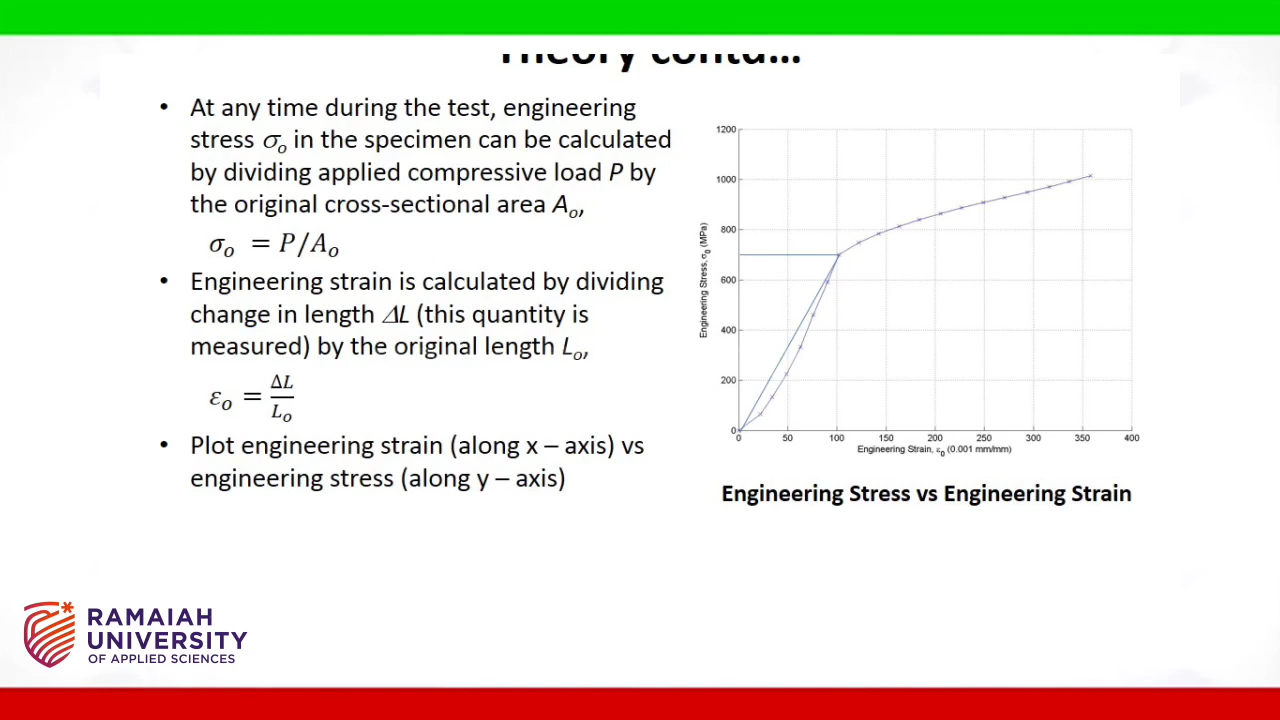 Theory contd...
• At any time during the test, engineering
stress σo in the specimen can be calculated
by dividing applied compressive load P by
the original cross-sectional area Ao,
σo = P/Ao
• Engineering strain is calculated by dividing
change in length ΔL (this quantity is
measured) by the original length Lo,
εo = ΔL/Lo
• Plot engineering strain (along x – axis) vs
engineering stress (along y – axis)
Engineering Stress, σ0 (MPa)
1200
1000
800
600
400
200
0
0 50 100 150 200 250 300 350 400
Engineering Strain, ε0 (0.001 mm/mm)
Engineering Stress vs Engineering Strain
RAMAIAH
UNIVERSITY
OF APPLIED SCIENCES